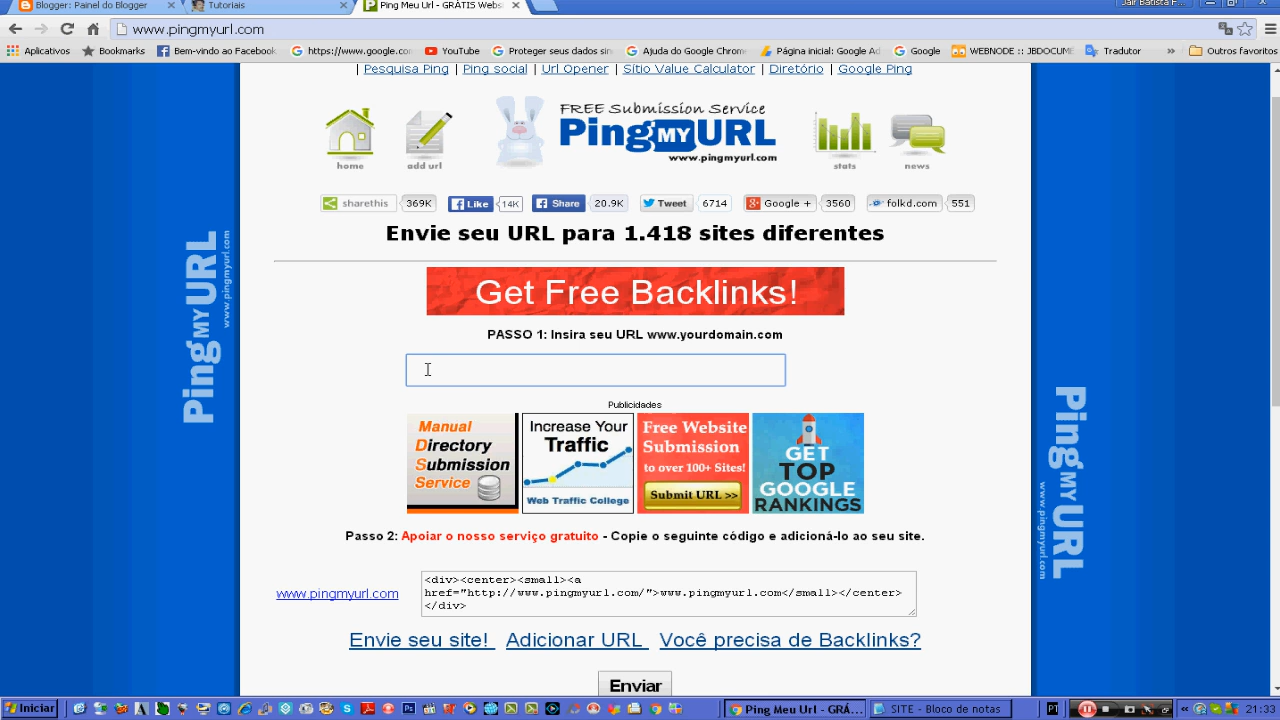 Blogger: Painel do Blogger
Tutoriais
Ping Meu Url - GRÁTIS Webs
Jair Batista F...
www.pingmyurl.com
Aplicativos
Bookmarks
Bem-vindo ao Facebook
https://www.google.co
YouTube
Proteger seus dados sin
Ajuda do Google Chrom
Página inicial: Google Ad
Google
WEBNODE :: JBDOCUME
Tradutor
»
Outros favoritos
| Pesquisa Ping | Ping social | Url Opener | Sítio Value Calculator | Diretório | Google Ping
home
add url
FREE Submission Service
PingMYURL
www.pingmyurl.com
stats
news
sharethis 369K
Like 14K
Share 20.9K
Tweet 6714
Google + 3560
folkd.com 551
Envie seu URL para 1.418 sites diferentes
Get Free Backlinks!
PASSO 1: Insira seu URL www.yourdomain.com
Publicidades
Manual
Directory
Submission
Service
Increase Your
Traffic
Web Traffic College
Free Website
Submission
to over 100+ Sites!
Submit URL >>
GET
TOP
GOOGLE
RANKINGS
Passo 2: Apoiar o nosso serviço gratuito - Copie o seguinte código e adicioná-lo ao seu site.
www.pingmyurl.com
<div><center><small><a
href="http://www.pingmyurl.com/">www.pingmyurl.com</small></center>
</div>
Envie seu site!
Adicionar URL
Você precisa de Backlinks?
Enviar
PingMYURL
www.pingmyurl.com
PingMYURL
www.pingmyurl.com
Iniciar
Ping Meu Url - GRÁ...
SITE - Bloco de notas
PT
21:33